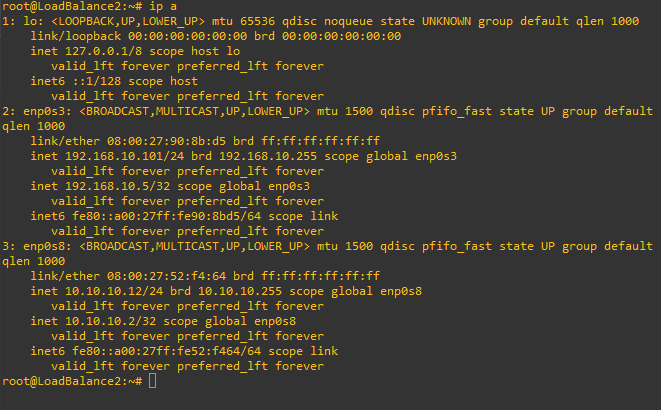 root@LoadBalance2:~# ip a
1: lo: <LOOPBACK,UP,LOWER_UP> mtu 65536 qdisc noqueue state UNKNOWN group default qlen 1000
    link/loopback 00:00:00:00:00:00 brd 00:00:00:00:00:00
    inet 127.0.0.1/8 scope host lo
       valid_lft forever preferred_lft forever
    inet6 ::1/128 scope host
       valid_lft forever preferred_lft forever
2: enp0s3: <BROADCAST,MULTICAST,UP,LOWER_UP> mtu 1500 qdisc pfifo_fast state UP group default
qlen 1000
    link/ether 08:00:27:90:8b:d5 brd ff:ff:ff:ff:ff:ff
    inet 192.168.10.101/24 brd 192.168.10.255 scope global enp0s3
       valid_lft forever preferred_lft forever
    inet 192.168.10.5/32 scope global enp0s3
       valid_lft forever preferred_lft forever
    inet6 fe80::a00:27ff:fe90:8bd5/64 scope link
       valid_lft forever preferred_lft forever
3: enp0s8: <BROADCAST,MULTICAST,UP,LOWER_UP> mtu 1500 qdisc pfifo_fast state UP group default
qlen 1000
    link/ether 08:00:27:52:f4:64 brd ff:ff:ff:ff:ff:ff
    inet 10.10.10.12/24 brd 10.10.10.255 scope global enp0s8
       valid_lft forever preferred_lft forever
    inet 10.10.10.2/32 scope global enp0s8
       valid_lft forever preferred_lft forever
    inet6 fe80::a00:27ff:fe52:f464/64 scope link
       valid_lft forever preferred_lft forever
root@LoadBalance2:~#